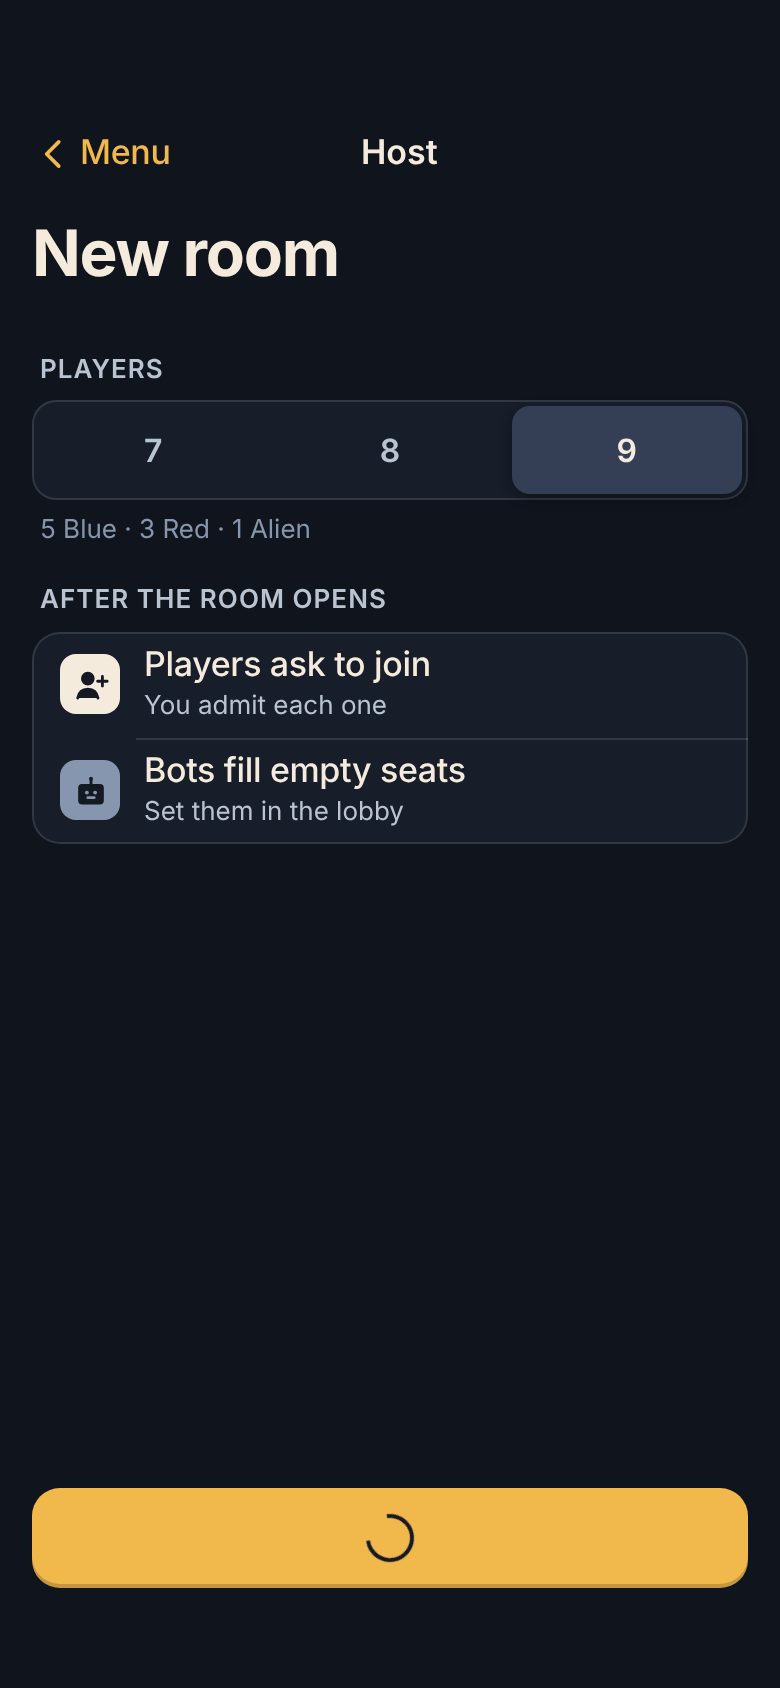 Menu
Host
New room
PLAYERS
7 8 9
5 Blue · 3 Red · 1 Alien
AFTER THE ROOM OPENS
Players ask to join
You admit each one
Bots fill empty seats
Set them in the lobby